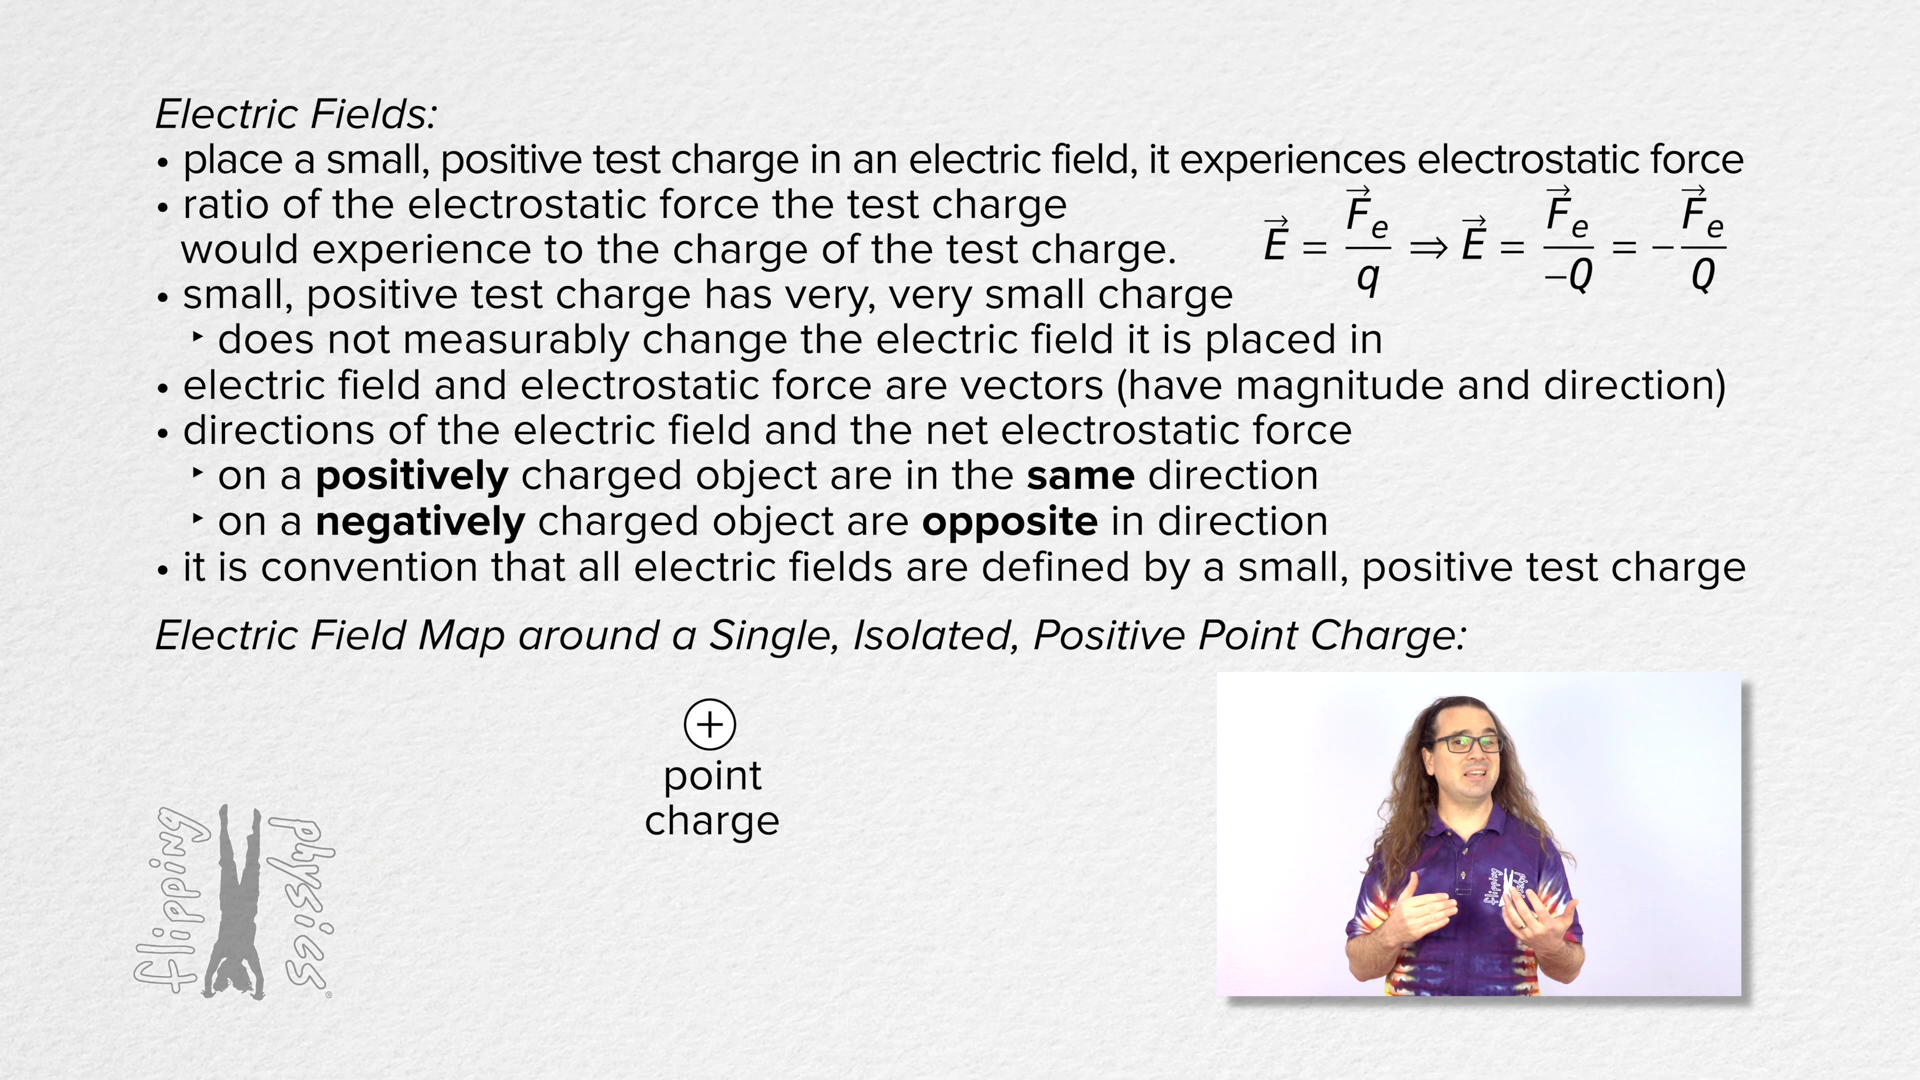 Electric Fields:
• place a small, positive test charge in an electric field, it experiences electrostatic force
• ratio of the electrostatic force the test charge
would experience to the charge of the test charge.
E⃗ = F⃗e/q ⇒ E⃗ = F⃗e/−Q = −F⃗e/Q
• small, positive test charge has very, very small charge
‣ does not measurably change the electric field it is placed in
• electric field and electrostatic force are vectors (have magnitude and direction)
• directions of the electric field and the net electrostatic force
‣ on a positively charged object are in the same direction
‣ on a negatively charged object are opposite in direction
• it is convention that all electric fields are defined by a small, positive test charge
Electric Field Map around a Single, Isolated, Positive Point Charge:
+
point
charge
flipping
physics®
flipping
physics